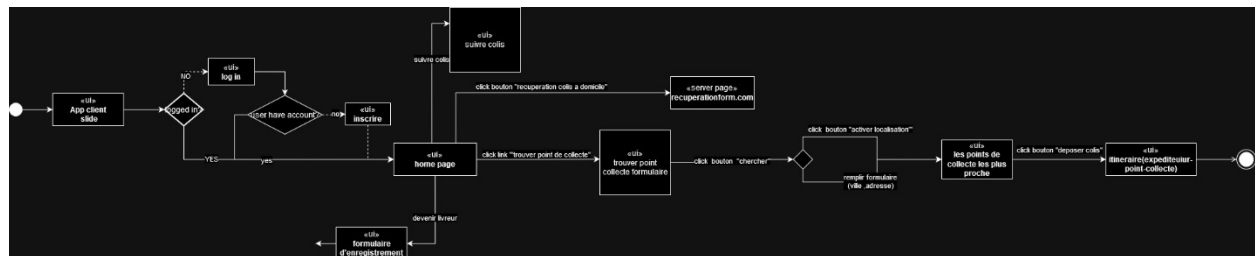 «ui»
suivre colis
suivre colis
NO
«ui»
log in
«ui»
App client
slide
logged in?
user have account?
no
«ui»
inscrire
YES
yes
«ui»
home page
click bouton "recuperation colis a domicile"
«server page»
recuperationform.com
click link "trouver point de collecte"
«ui»
trouver point
collecte formulaire
click bouton "chercher"
click bouton "activer localisation"
remplir formulaire
(ville ,adresse)
«ui»
les points de
collecte les plus
proche
click bouton "deposer colis"
«ui»
itineraire(expediteuiur-
point-collecte)
devenir livreur
«ui»
formulaire
d'enregistrement